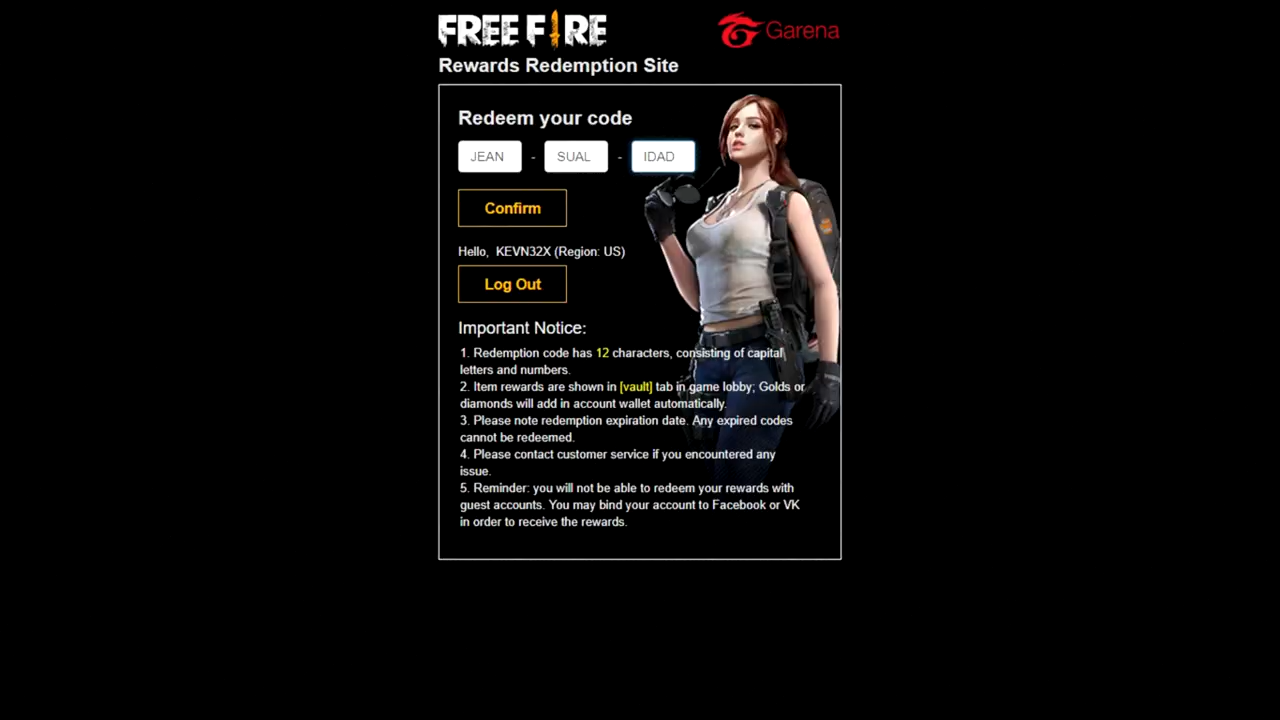 FREE FIRE
Garena
Rewards Redemption Site
Redeem your code
JEAN - SUAL - IDAD
Confirm
Hello, KEVN32X (Region: US)
Log Out
Important Notice:
1. Redemption code has 12 characters, consisting of capital
letters and numbers.
2. Item rewards are shown in [vault] tab in game lobby; Golds or
diamonds will add in account wallet automatically.
3. Please note redemption expiration date. Any expired codes
cannot be redeemed.
4. Please contact customer service if you encountered any
issue.
5. Reminder: you will not be able to redeem your rewards with
guest accounts. You may bind your account to Facebook or VK
in order to receive the rewards.